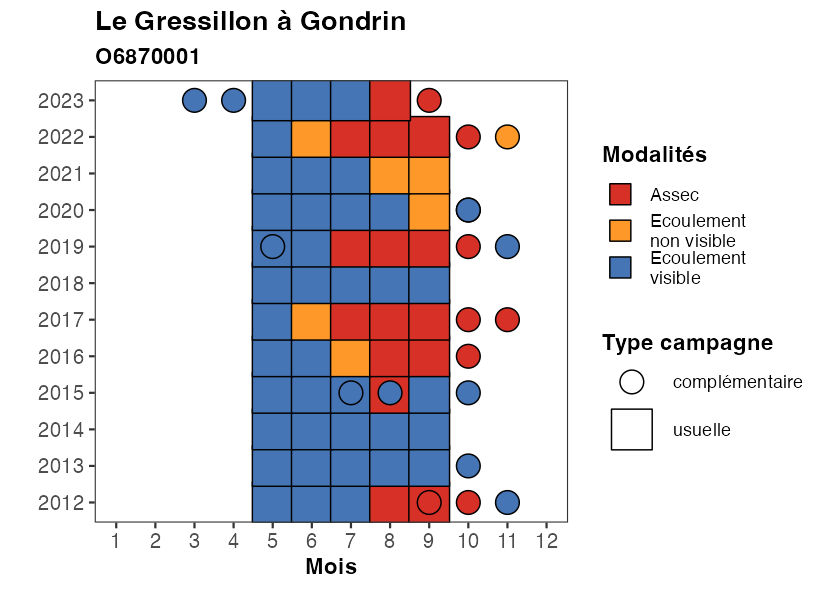 Le Gressillon à Gondrin
O6870001
2023
2022
2021
2020
2019
2018
2017
2016
2015
2014
2013
2012
1 2 3 4 5 6 7 8 9 10 11 12
Mois
Modalités
Assec
Ecoulement
non visible
Ecoulement
visible
Type campagne
complémentaire
usuelle